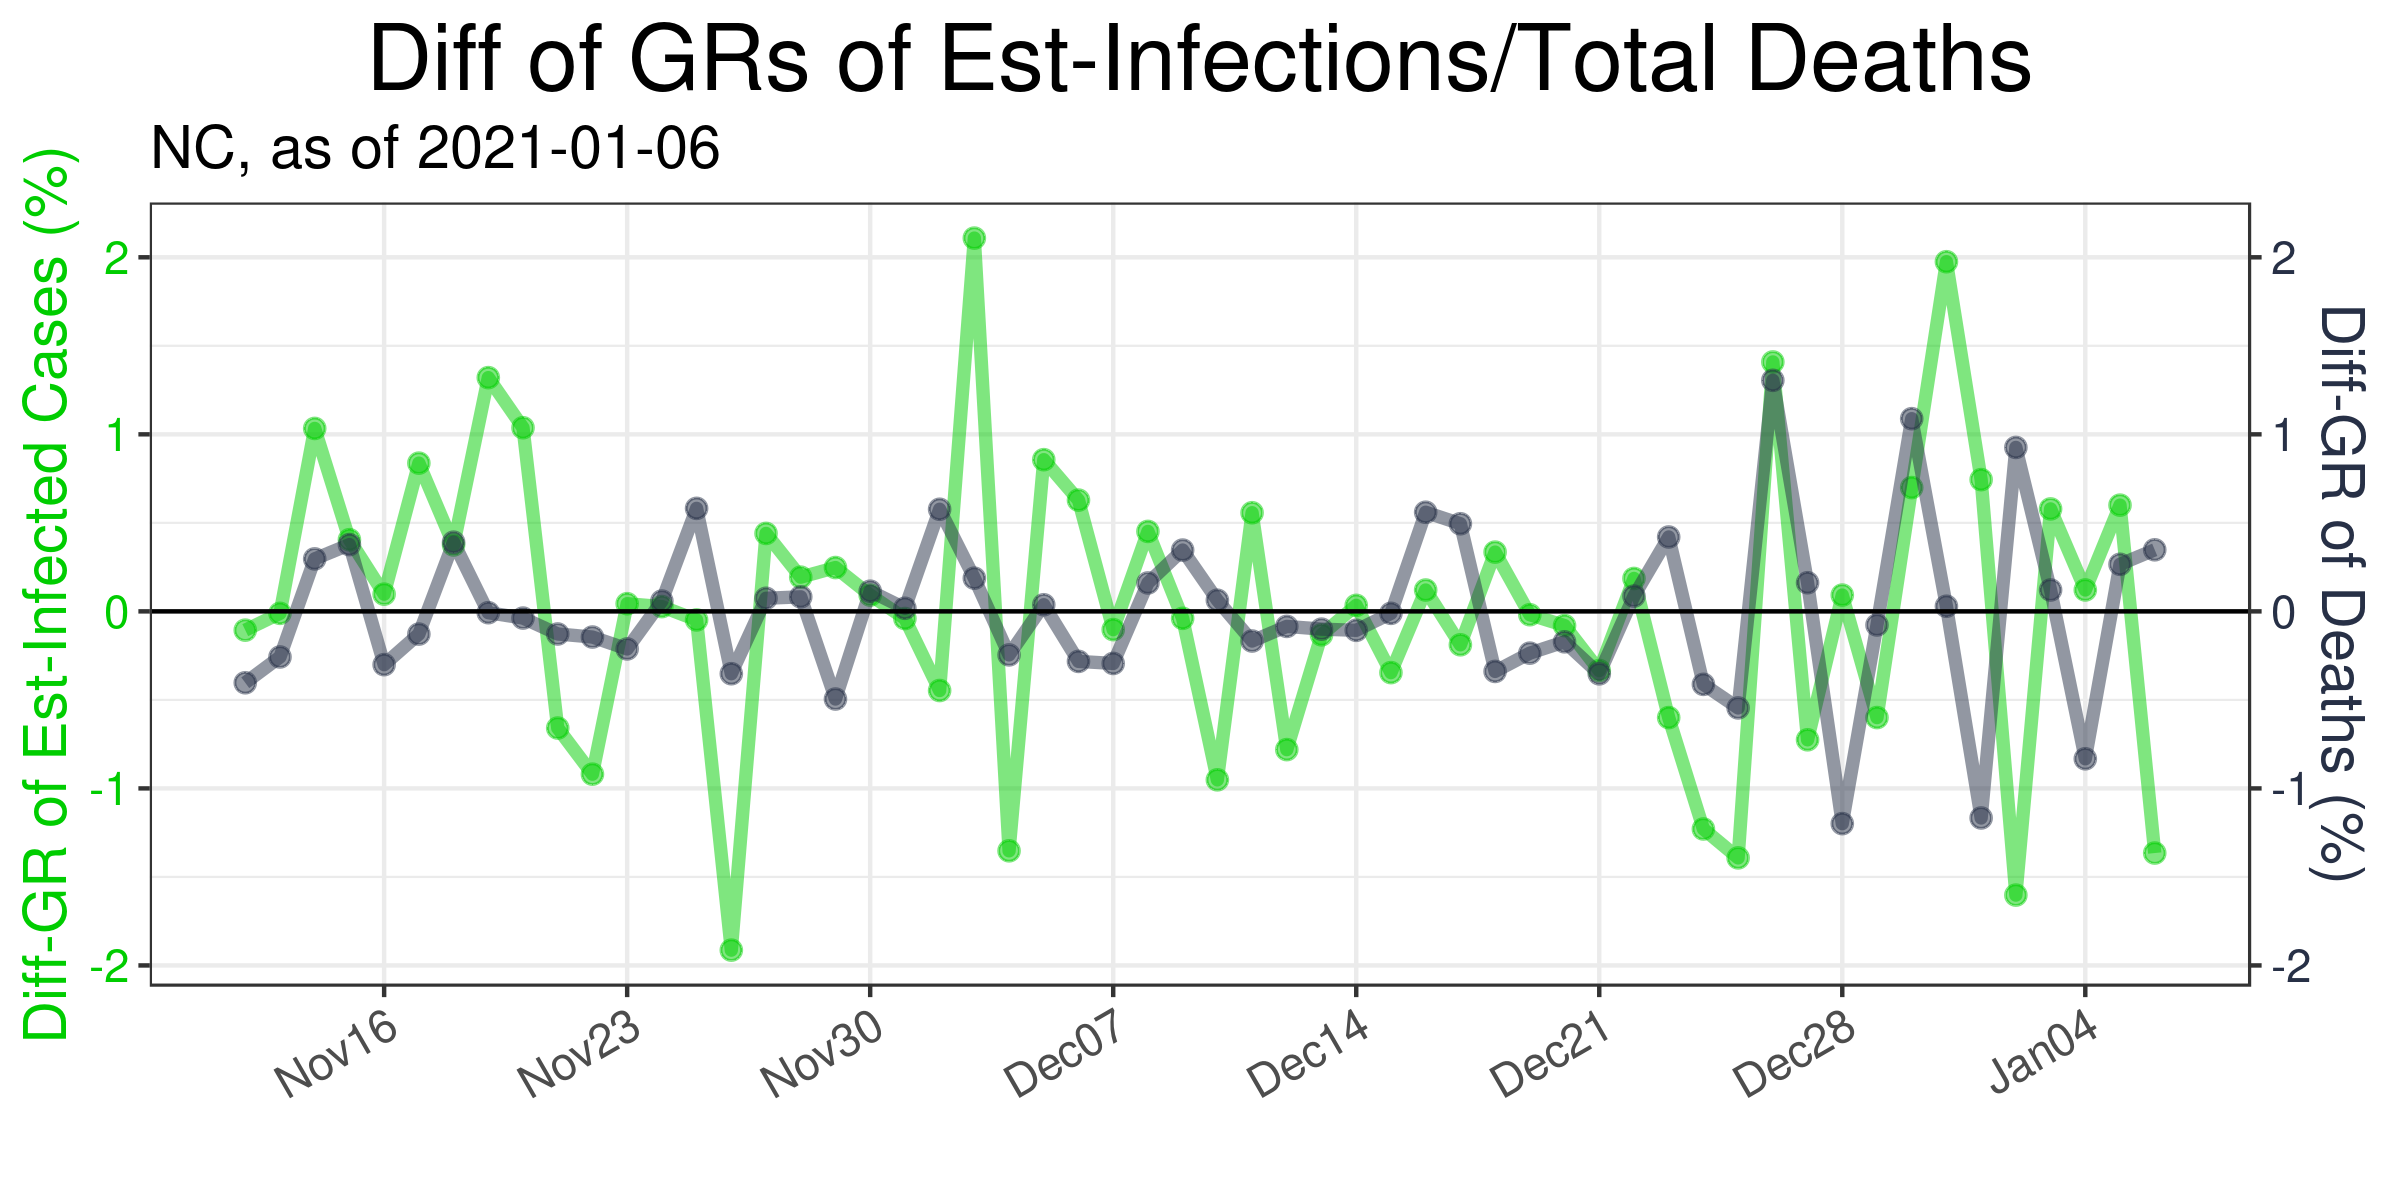 Diff of GRs of Est-Infections/Total Deaths
NC, as of 2021-01-06
Diff-GR of Est-Infected Cases (%)
2
1
0
-1
-2
2
1
0
-1
-2
Diff-GR of Deaths (%)
Nov16
Nov23
Nov30
Dec07
Dec14
Dec21
Dec28
Jan04